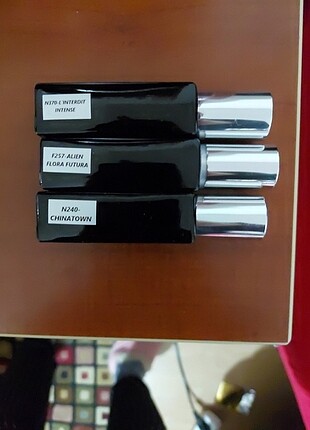 N370-L'INTERDIT
INTENSE
F257-ALIEN
FLORA FUTURA
N240-
CHINATOWN